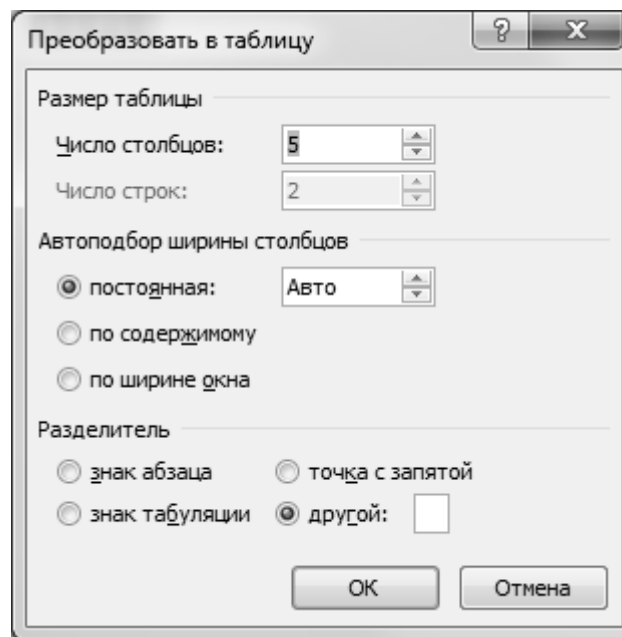 Преобразовать в таблицу
Размер таблицы
Число столбцов: 5
Число строк: 2
Автоподбор ширины столбцов
постоянная: Авто
по содержимому
по ширине окна
Разделитель
знак абзаца точка с запятой
знак табуляции другой:
ОК Отмена